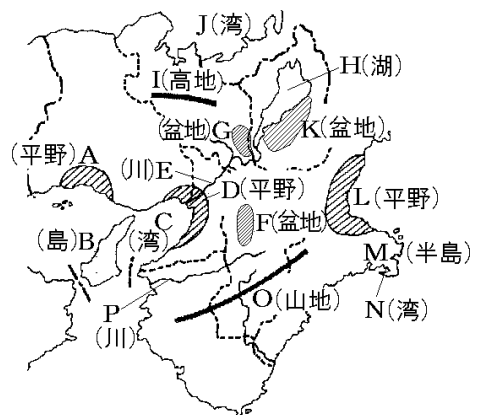 J(湾)
I(高地)
H(湖)
(盆地)G
K(盆地)
(平野)A
(川)E
D(平野)
L(平野)
C
(湾)
F(盆地)
(島)B
M(半島)
P
(川)
O(山地)
N(湾)